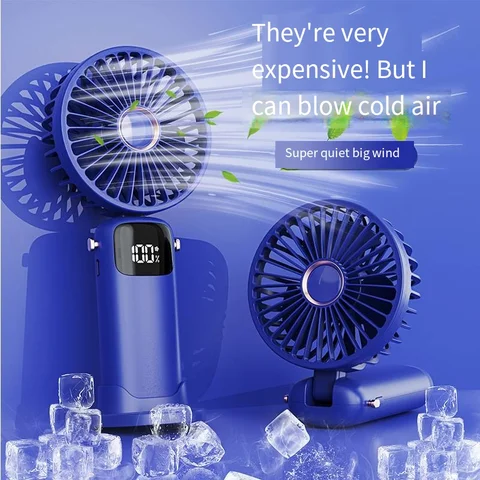 They're very
expensive! But I
can blow cold air
Super quiet big wind
100%